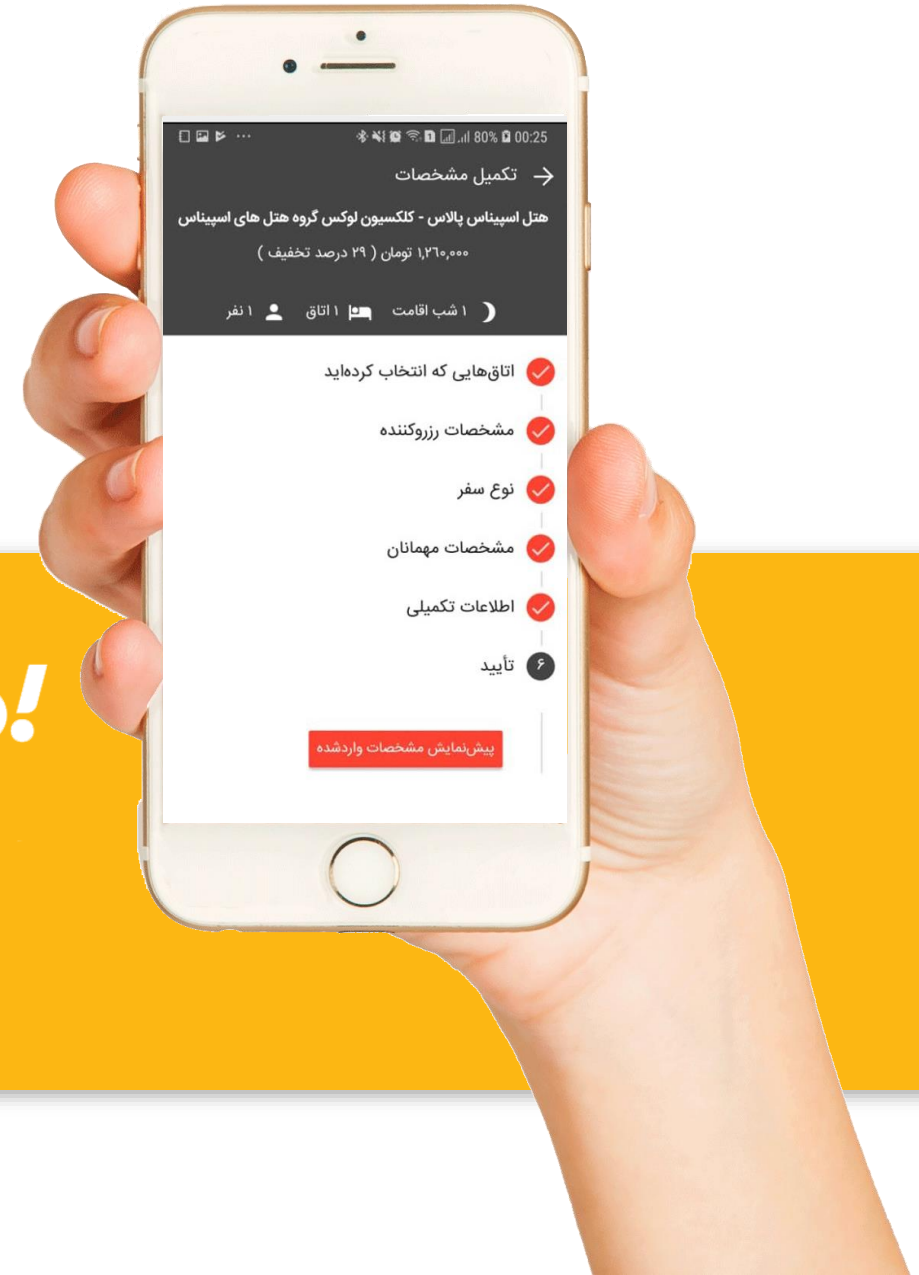 80% 00:25
تکمیل مشخصات
هتل اسپیناس پالاس - کلکسیون لوکس گروه هتل های اسپیناس
۱,۲٦۰,۰۰۰ تومان ( ۲۹ درصد تخفیف )
۱ شب اقامت ۱ اتاق ۱ نفر
اتاق‌هایی که انتخاب کرده‌اید
مشخصات رزروکننده
نوع سفر
مشخصات مهمانان
اطلاعات تکمیلی
۶ تأیید
پیش‌نمایش مشخصات واردشده
!